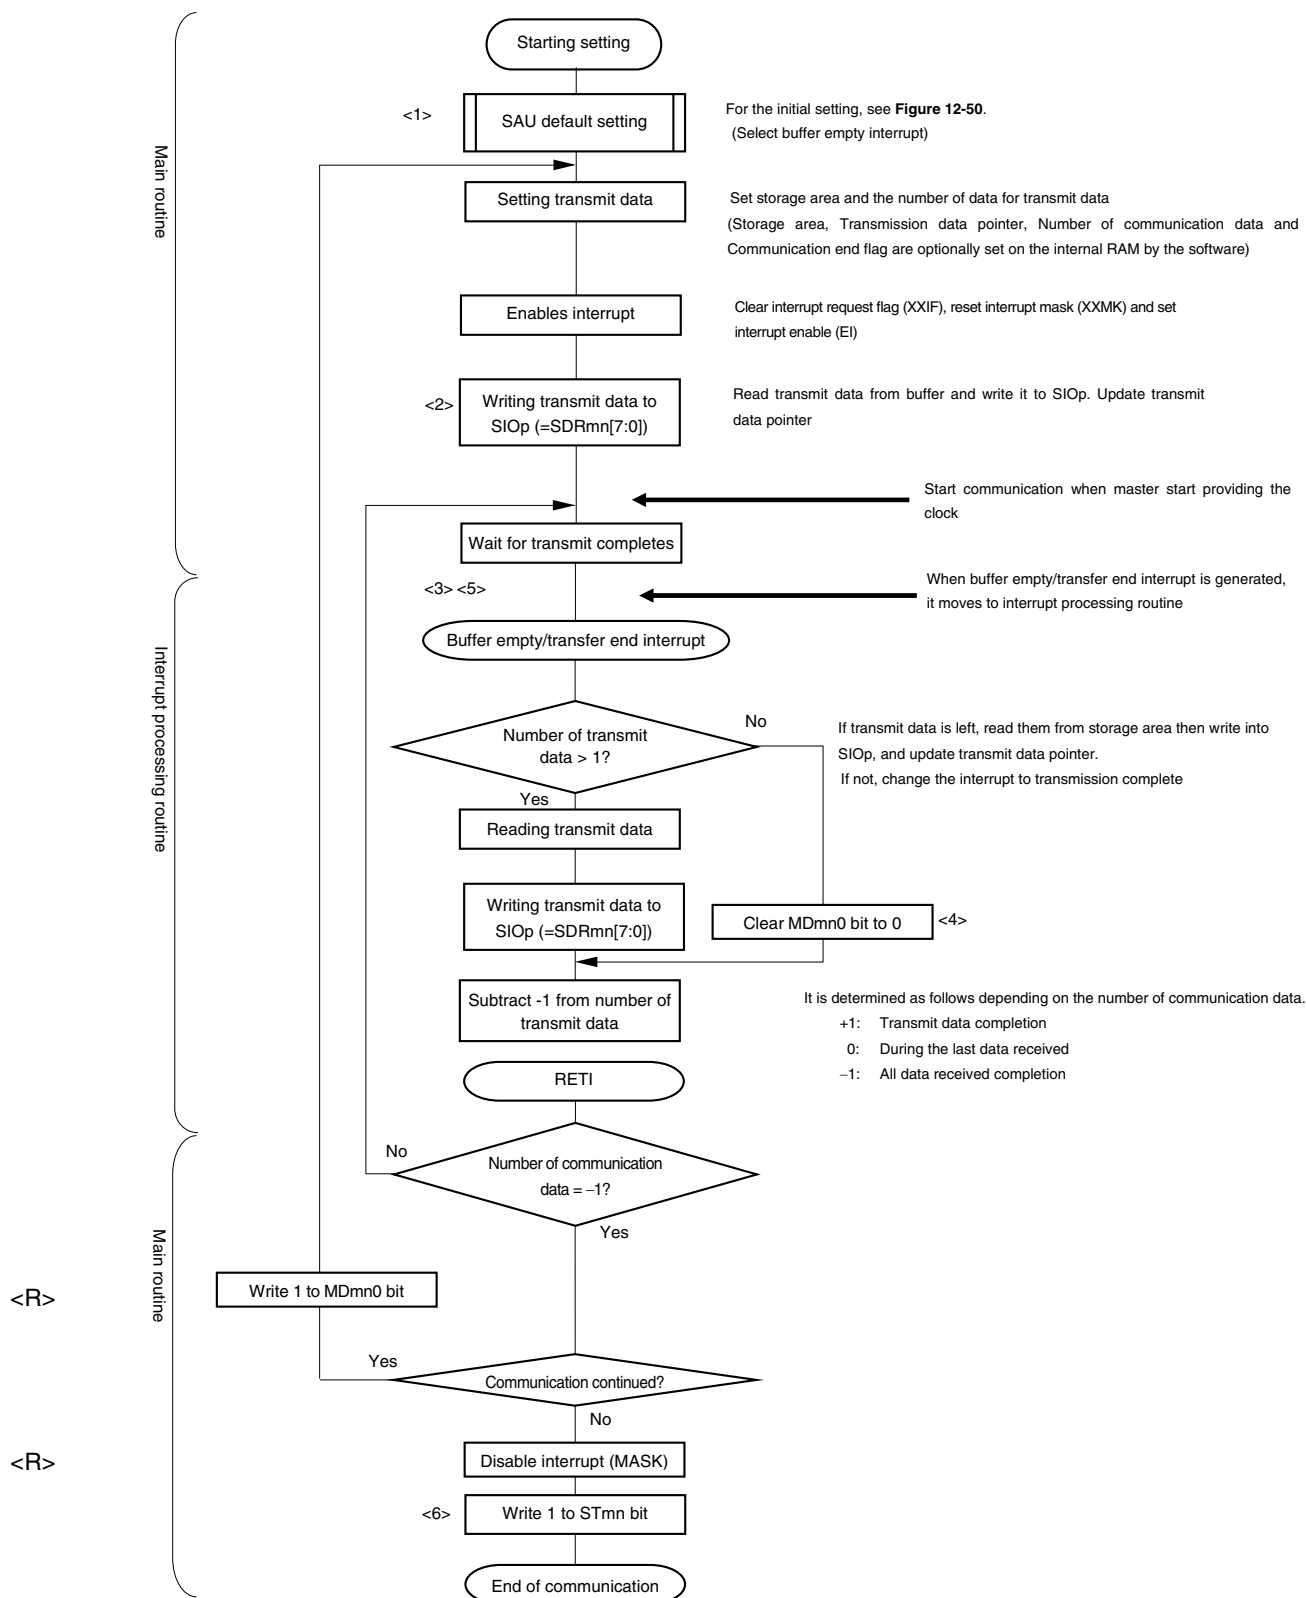 Starting setting
<1>
SAU default setting
For the initial setting, see Figure 12-50.
(Select buffer empty interrupt)
Main routine
Setting transmit data
Set storage area and the number of data for transmit data
(Storage area, Transmission data pointer, Number of communication data and
Communication end flag are optionally set on the internal RAM by the software)
Enables interrupt
Clear interrupt request flag (XXIF), reset interrupt mask (XXMK) and set
interrupt enable (EI)
<2>
Writing transmit data to
SIOp (=SDRmn[7:0])
Read transmit data from buffer and write it to SIOp. Update transmit
data pointer
Start communication when master start providing the
clock
Wait for transmit completes
<3> <5>
When buffer empty/transfer end interrupt is generated,
it moves to interrupt processing routine
Buffer empty/transfer end interrupt
Interrupt processing routine
Number of transmit
data > 1?
No
If transmit data is left, read them from storage area then write into
SIOp, and update transmit data pointer.
If not, change the interrupt to transmission complete
Yes
Reading transmit data
Writing transmit data to
SIOp (=SDRmn[7:0])
Clear MDmn0 bit to 0
<4>
Subtract -1 from number of
transmit data
It is determined as follows depending on the number of communication data.
+1: Transmit data completion
0: During the last data received
−1: All data received completion
RETI
No
Number of communication
data = −1?
Yes
Main routine
<R>
Write 1 to MDmn0 bit
Yes
Communication continued?
No
<R>
Disable interrupt (MASK)
<6>
Write 1 to STmn bit
End of communication